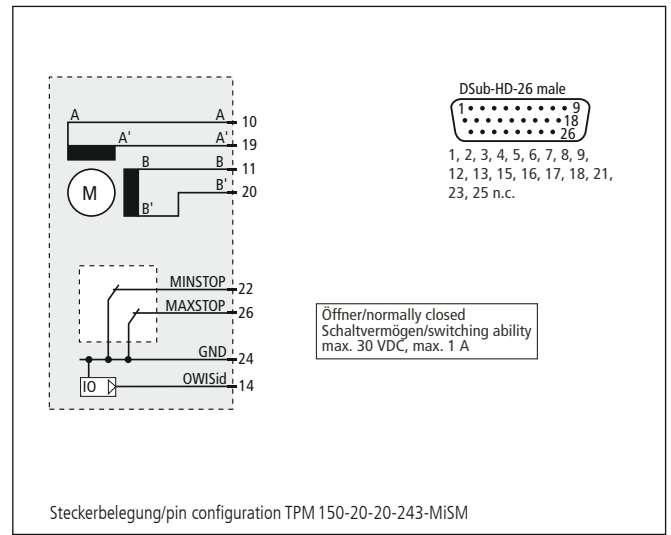 DSub-HD-26 male
1 9
18
26
1, 2, 3, 4, 5, 6, 7, 8, 9,
12, 13, 15, 16, 17, 18, 21,
23, 25 n.c.
A A 10
A' A' 19
B B 11
B' 20
M
B'
MINSTOP 22
MAXSTOP 26
GND 24
IO OWISid 14
Öffner/normally closed
Schaltvermögen/switching ability
max. 30 VDC, max. 1 A
Steckerbelegung/pin configuration TPM 150-20-20-243-MiSM